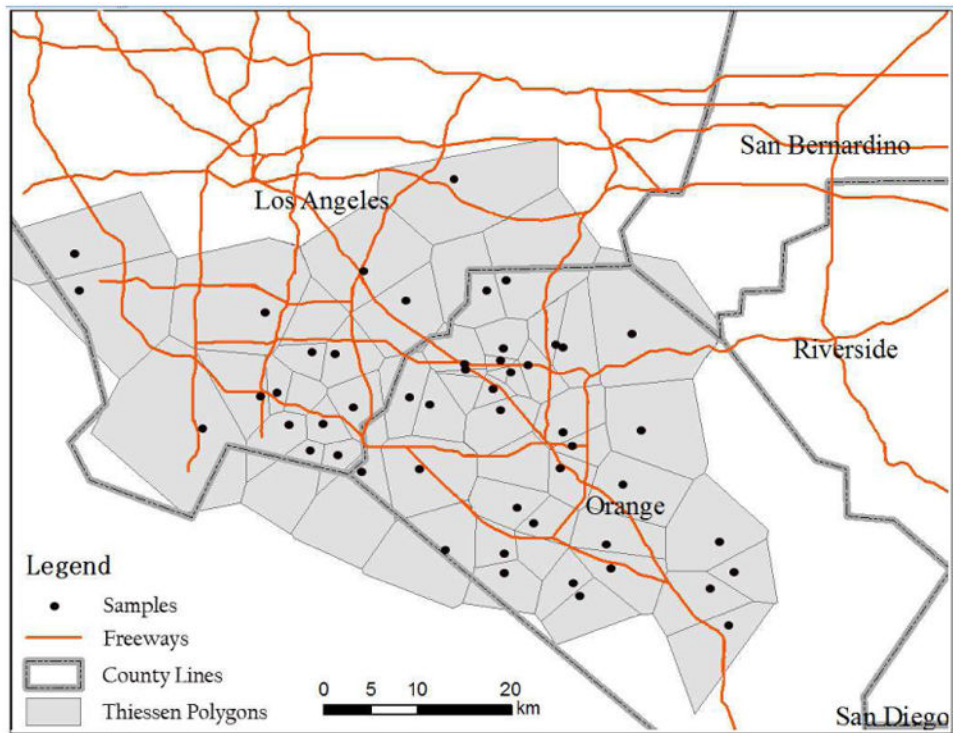 San Bernardino
Los Angeles
Riverside
Orange
Legend
Samples
Freeways
County Lines
Thiessen Polygons
0 5 10 20
km
San Diego